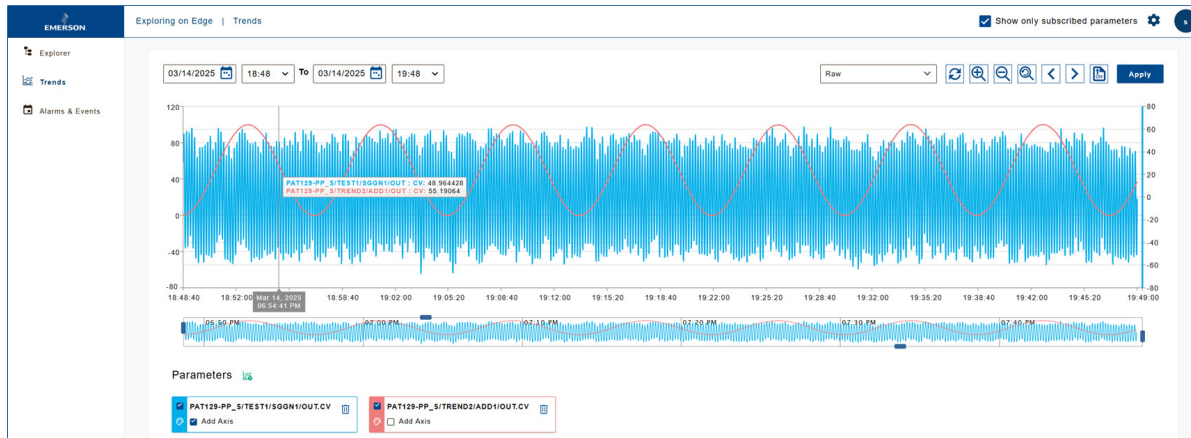 EMERSON
Exploring on Edge | Trends
Show only subscribed parameters
s
Explorer
Trends
Alarms & Events
03/14/2025 18:48 To 03/14/2025 19:48
Raw
Apply
120
80
40
0
-40
-80
80
60
40
20
0
-20
-40
-60
-80
PAT129-PP_S/TEST1/SGGN1/OUT : CV: 48.964428
PAT129-PP_S/TREND2/ADD1/OUT : CV: 55.19064
18:48:40 18:52:00 18:58:40 19:02:00 19:05:20 19:08:40 19:12:00 19:15:20 19:18:40 19:22:00 19:25:20 19:28:40 19:32:00 19:35:20 19:38:40 19:42:00 19:45:20 19:49:00
Mar 14, 2025
06:54:41 PM
06:50 PM 07:00 PM 07:10 PM 07:20 PM 07:30 PM 07:40 PM
Parameters
PAT129-PP_S/TEST1/SGGN1/OUT.CV
Add Axis
PAT129-PP_S/TREND2/ADD1/OUT.CV
Add Axis